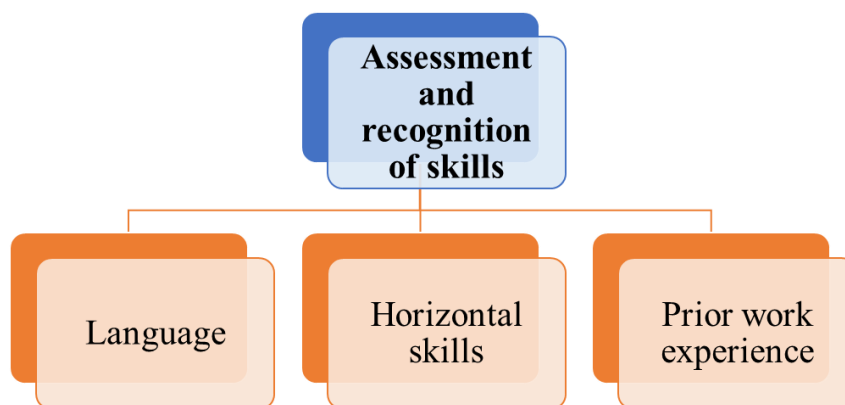 Assessment
and
recognition
of skills
Language
Horizontal
skills
Prior work
experience